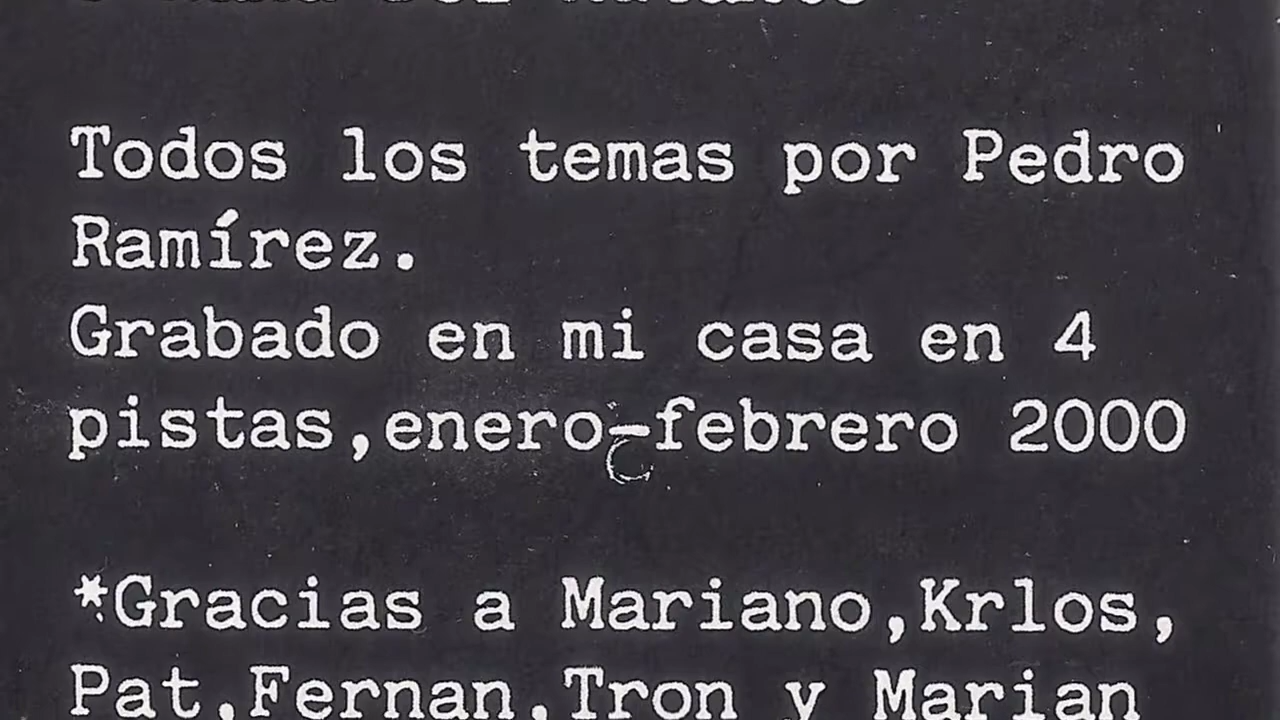 Todos los temas por Pedro
Ramírez.
Grabado en mi casa en 4
pistas,enero-febrero 2000
*Gracias a Mariano,Krlos,
Pat,Fernan,Tron y Marian